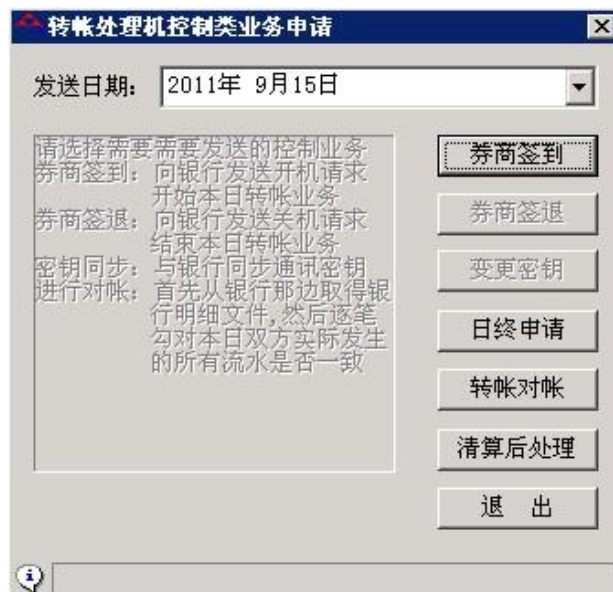 转帐处理机控制类业务申请
发送日期：
2011年 9月15日
请选择需要需要发送的控制业务
券商签到：向银行发送开机请求
开始本日转帐业务
券商签退：向银行发送关机请求
结束本日转帐业务
密钥同步：与银行同步通讯密钥
进行对帐：首先从银行那边取得银
行明细文件,然后逐笔
勾对本日双方实际发生
的所有流水是否一致
券商签到
券商签退
变更密钥
日终申请
转帐对帐
清算后处理
退 出